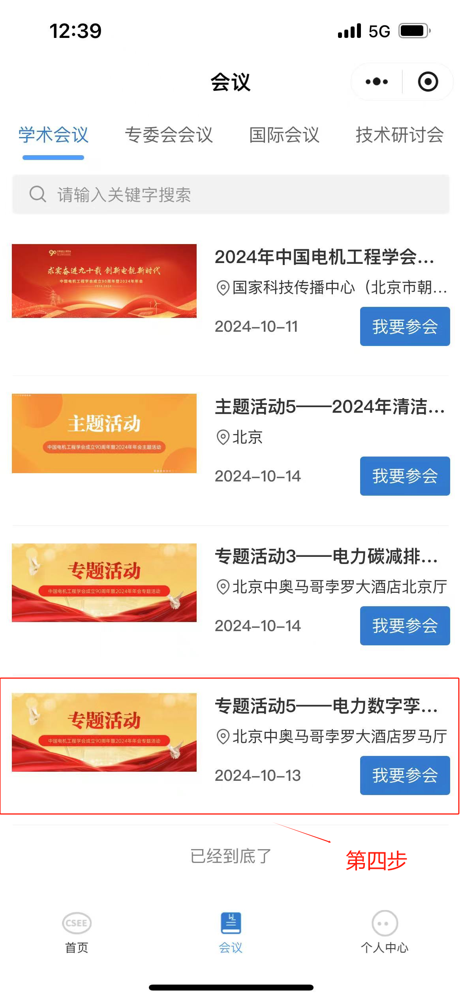 12:39
5G
会议
学术会议 专委会会议 国际会议 技术研讨会
请输入关键字搜索
求实奋进九十载 创新电靓新时代
中国电机工程学会成立90周年暨2024年年会
1934-2024
2024年中国电机工程学会...
国家科技传播中心（北京市朝...
2024-10-11
我要参会
主题活动
中国电机工程学会成立90周年暨2024年年会主题活动
主题活动5——2024年清洁...
北京
2024-10-14
我要参会
专题活动
中国电机工程学会成立90周年暨2024年年会专题活动
专题活动3——电力碳减排...
北京中奥马哥孛罗大酒店北京厅
2024-10-14
我要参会
专题活动
中国电机工程学会成立90周年暨2024年年会专题活动
专题活动5——电力数字孪...
北京中奥马哥孛罗大酒店罗马厅
2024-10-13
我要参会
已经到底了
第四步
CSEE
首页
会议
个人中心